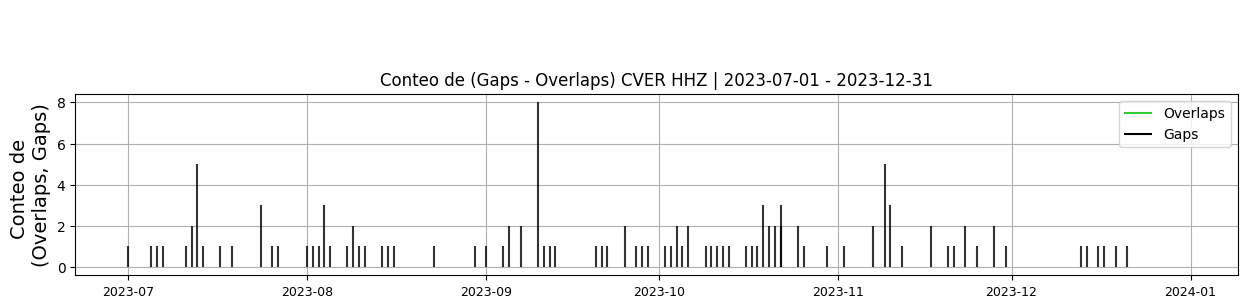 Conteo de (Gaps - Overlaps) CVER HHZ | 2023-07-01 - 2023-12-31
Conteo de
(Overlaps, Gaps)
8
6
4
2
0
Overlaps
Gaps
2023-07
2023-08
2023-09
2023-10
2023-11
2023-12
2024-01